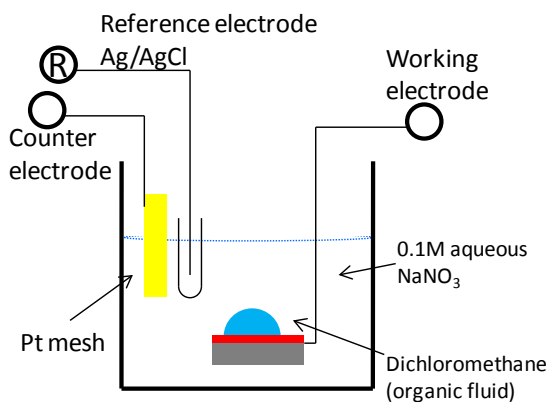 Reference electrode
Ag/AgCl
R
Counter
electrode
Working
electrode
0.1M aqueous
NaNO₃
Pt mesh
Dichloromethane
(organic fluid)